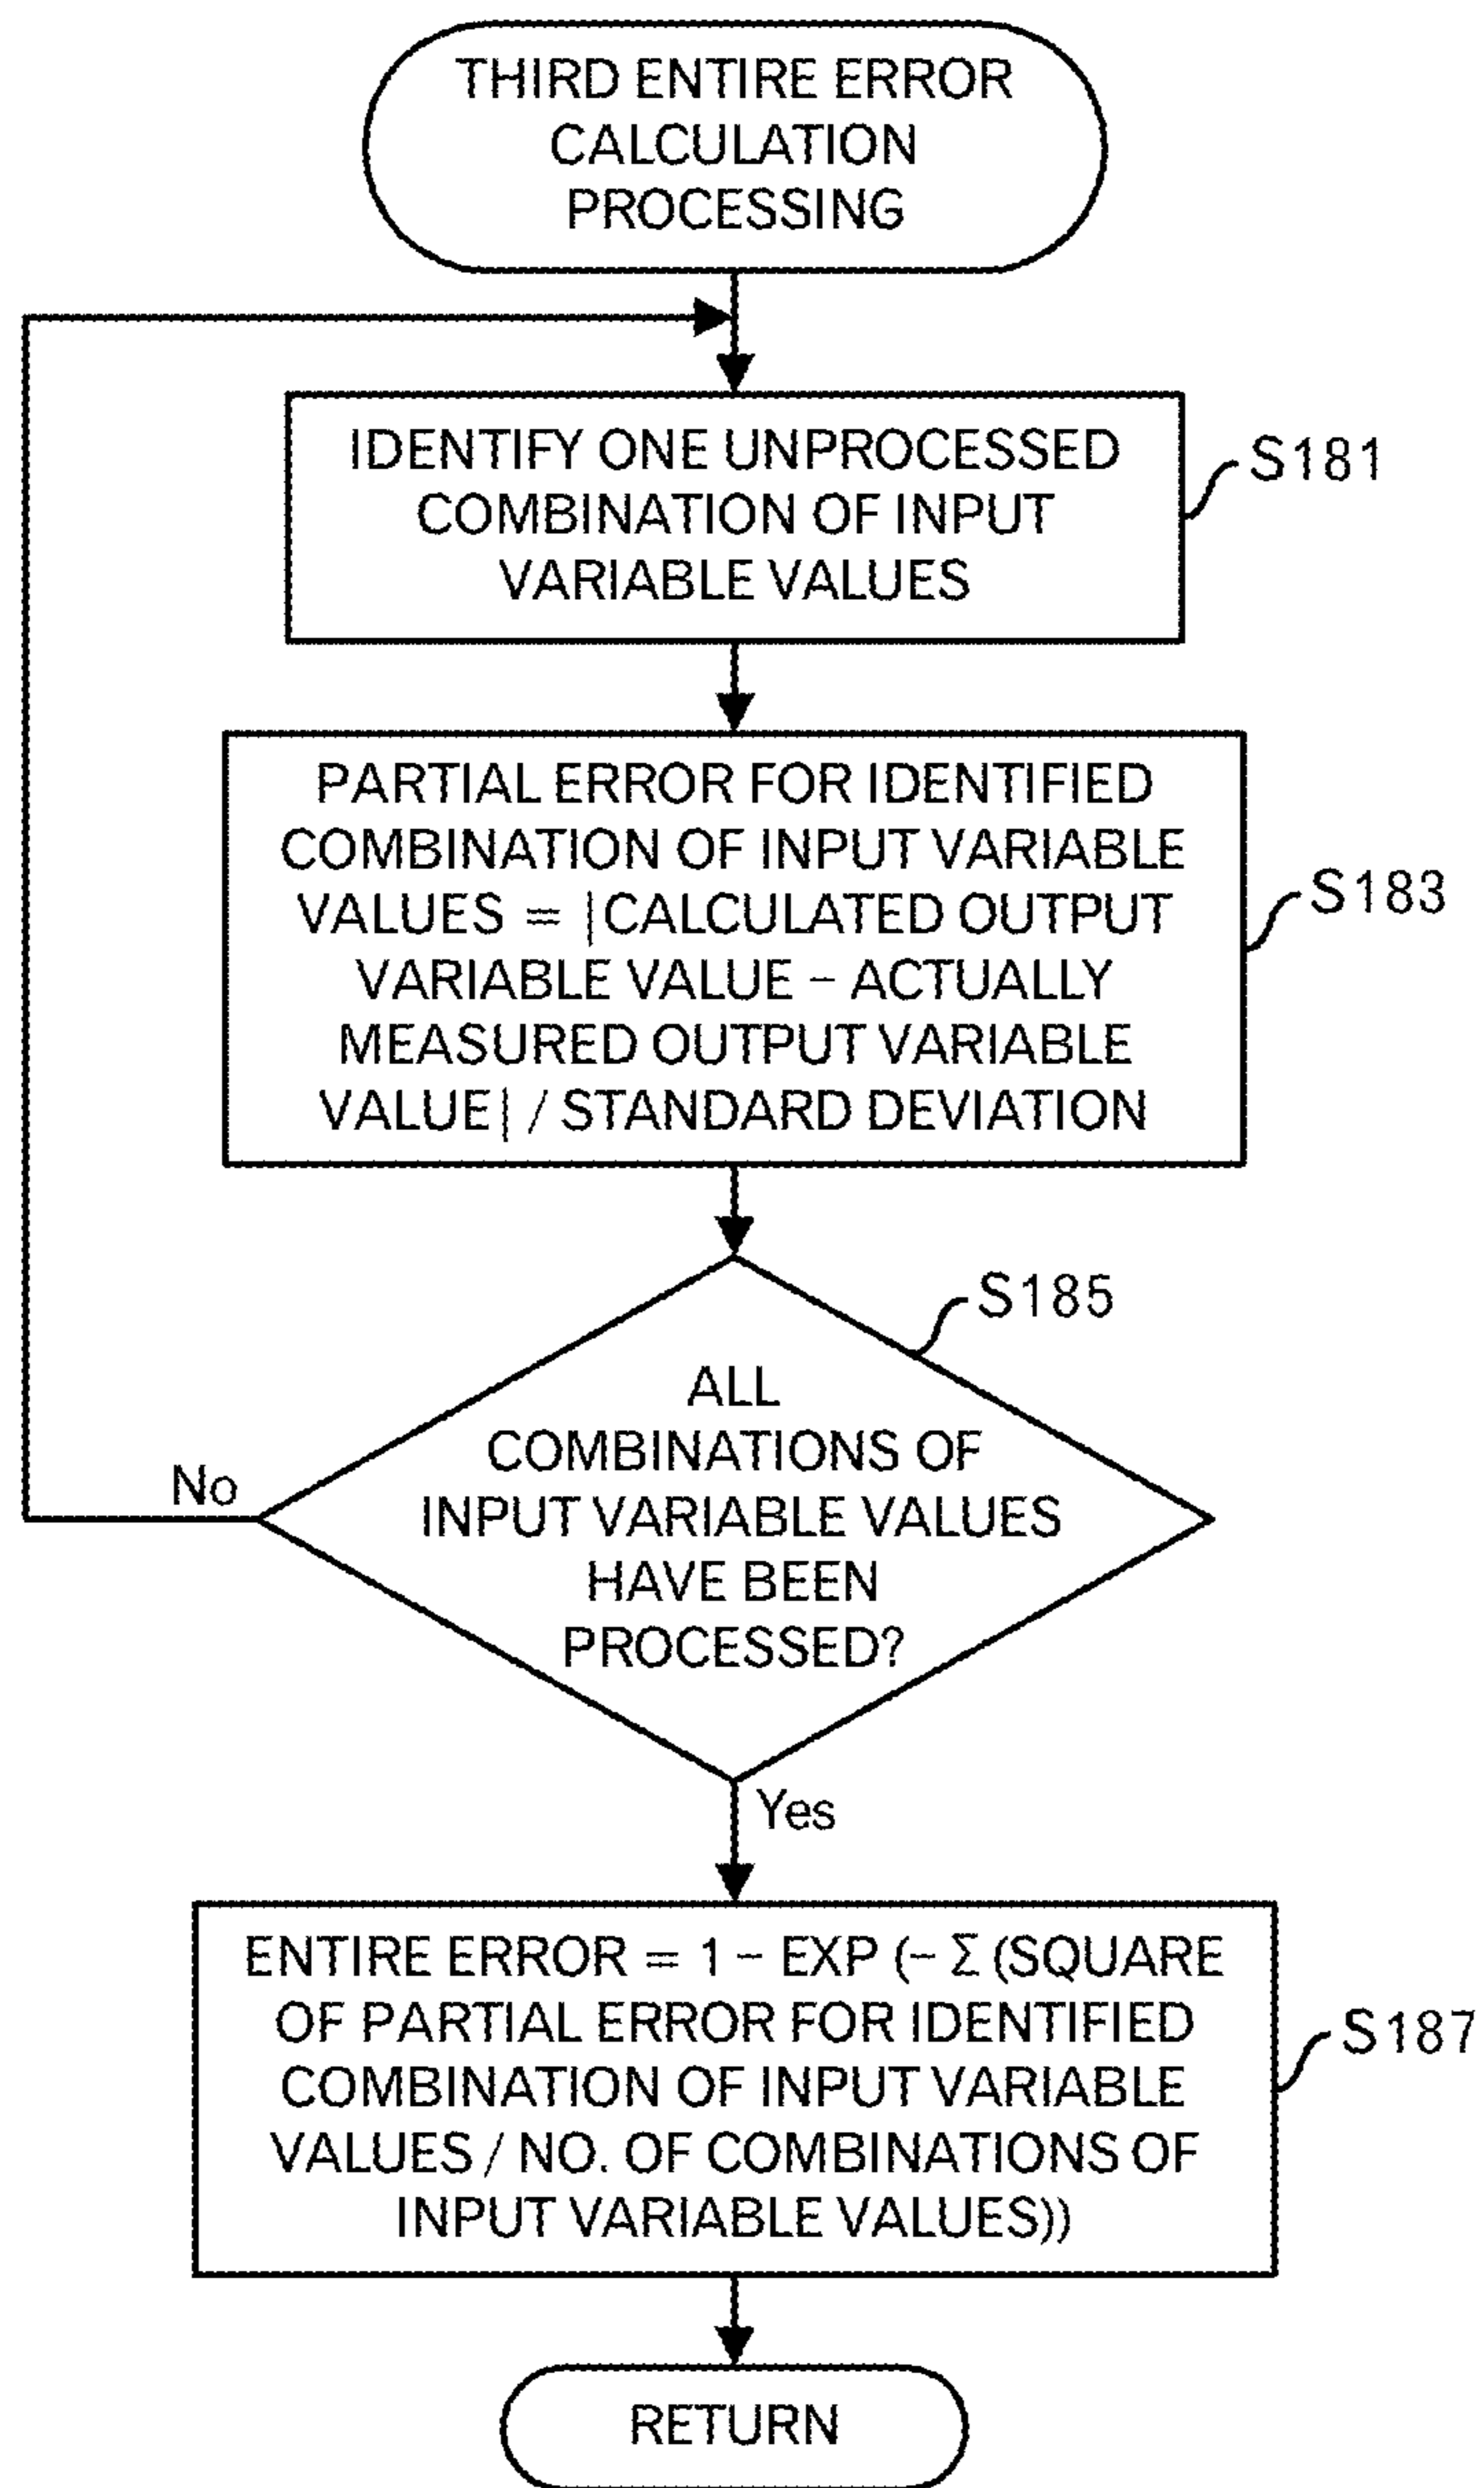 THIRD ENTIRE ERROR
CALCULATION
PROCESSING
IDENTIFY ONE UNPROCESSED
COMBINATION OF INPUT
VARIABLE VALUES
S181
PARTIAL ERROR FOR IDENTIFIED
COMBINATION OF INPUT VARIABLE
VALUES = |CALCULATED OUTPUT
VARIABLE VALUE – ACTUALLY
MEASURED OUTPUT VARIABLE
VALUE| / STANDARD DEVIATION
S183
S185
ALL
COMBINATIONS OF
INPUT VARIABLE VALUES
HAVE BEEN
PROCESSED?
No
Yes
ENTIRE ERROR = 1 – EXP (– Σ (SQUARE
OF PARTIAL ERROR FOR IDENTIFIED
COMBINATION OF INPUT VARIABLE
VALUES / NO. OF COMBINATIONS OF
INPUT VARIABLE VALUES))
S187
RETURN